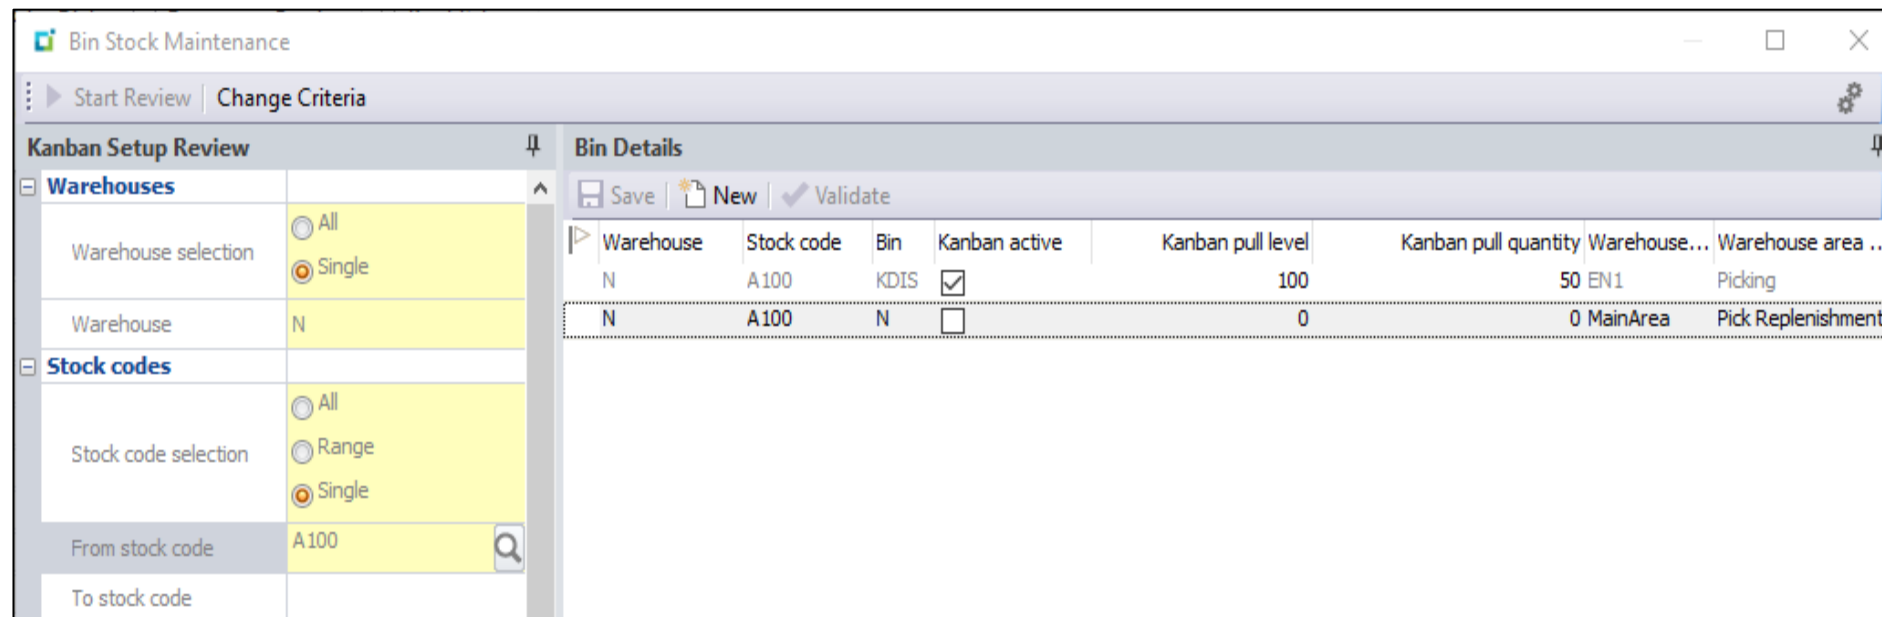 Bin Stock Maintenance
Start Review Change Criteria
Kanban Setup Review
Warehouses
Warehouse selection
All
Single
Warehouse N
Stock codes
Stock code selection
All
Range
Single
From stock code A100
To stock code
Bin Details
Save New Validate
Warehouse Stock code Bin Kanban active Kanban pull level Kanban pull quantity Warehouse... Warehouse area ..
N A100 KDIS 100 50 EN1 Picking
N A100 N 0 0 MainArea Pick Replenishment